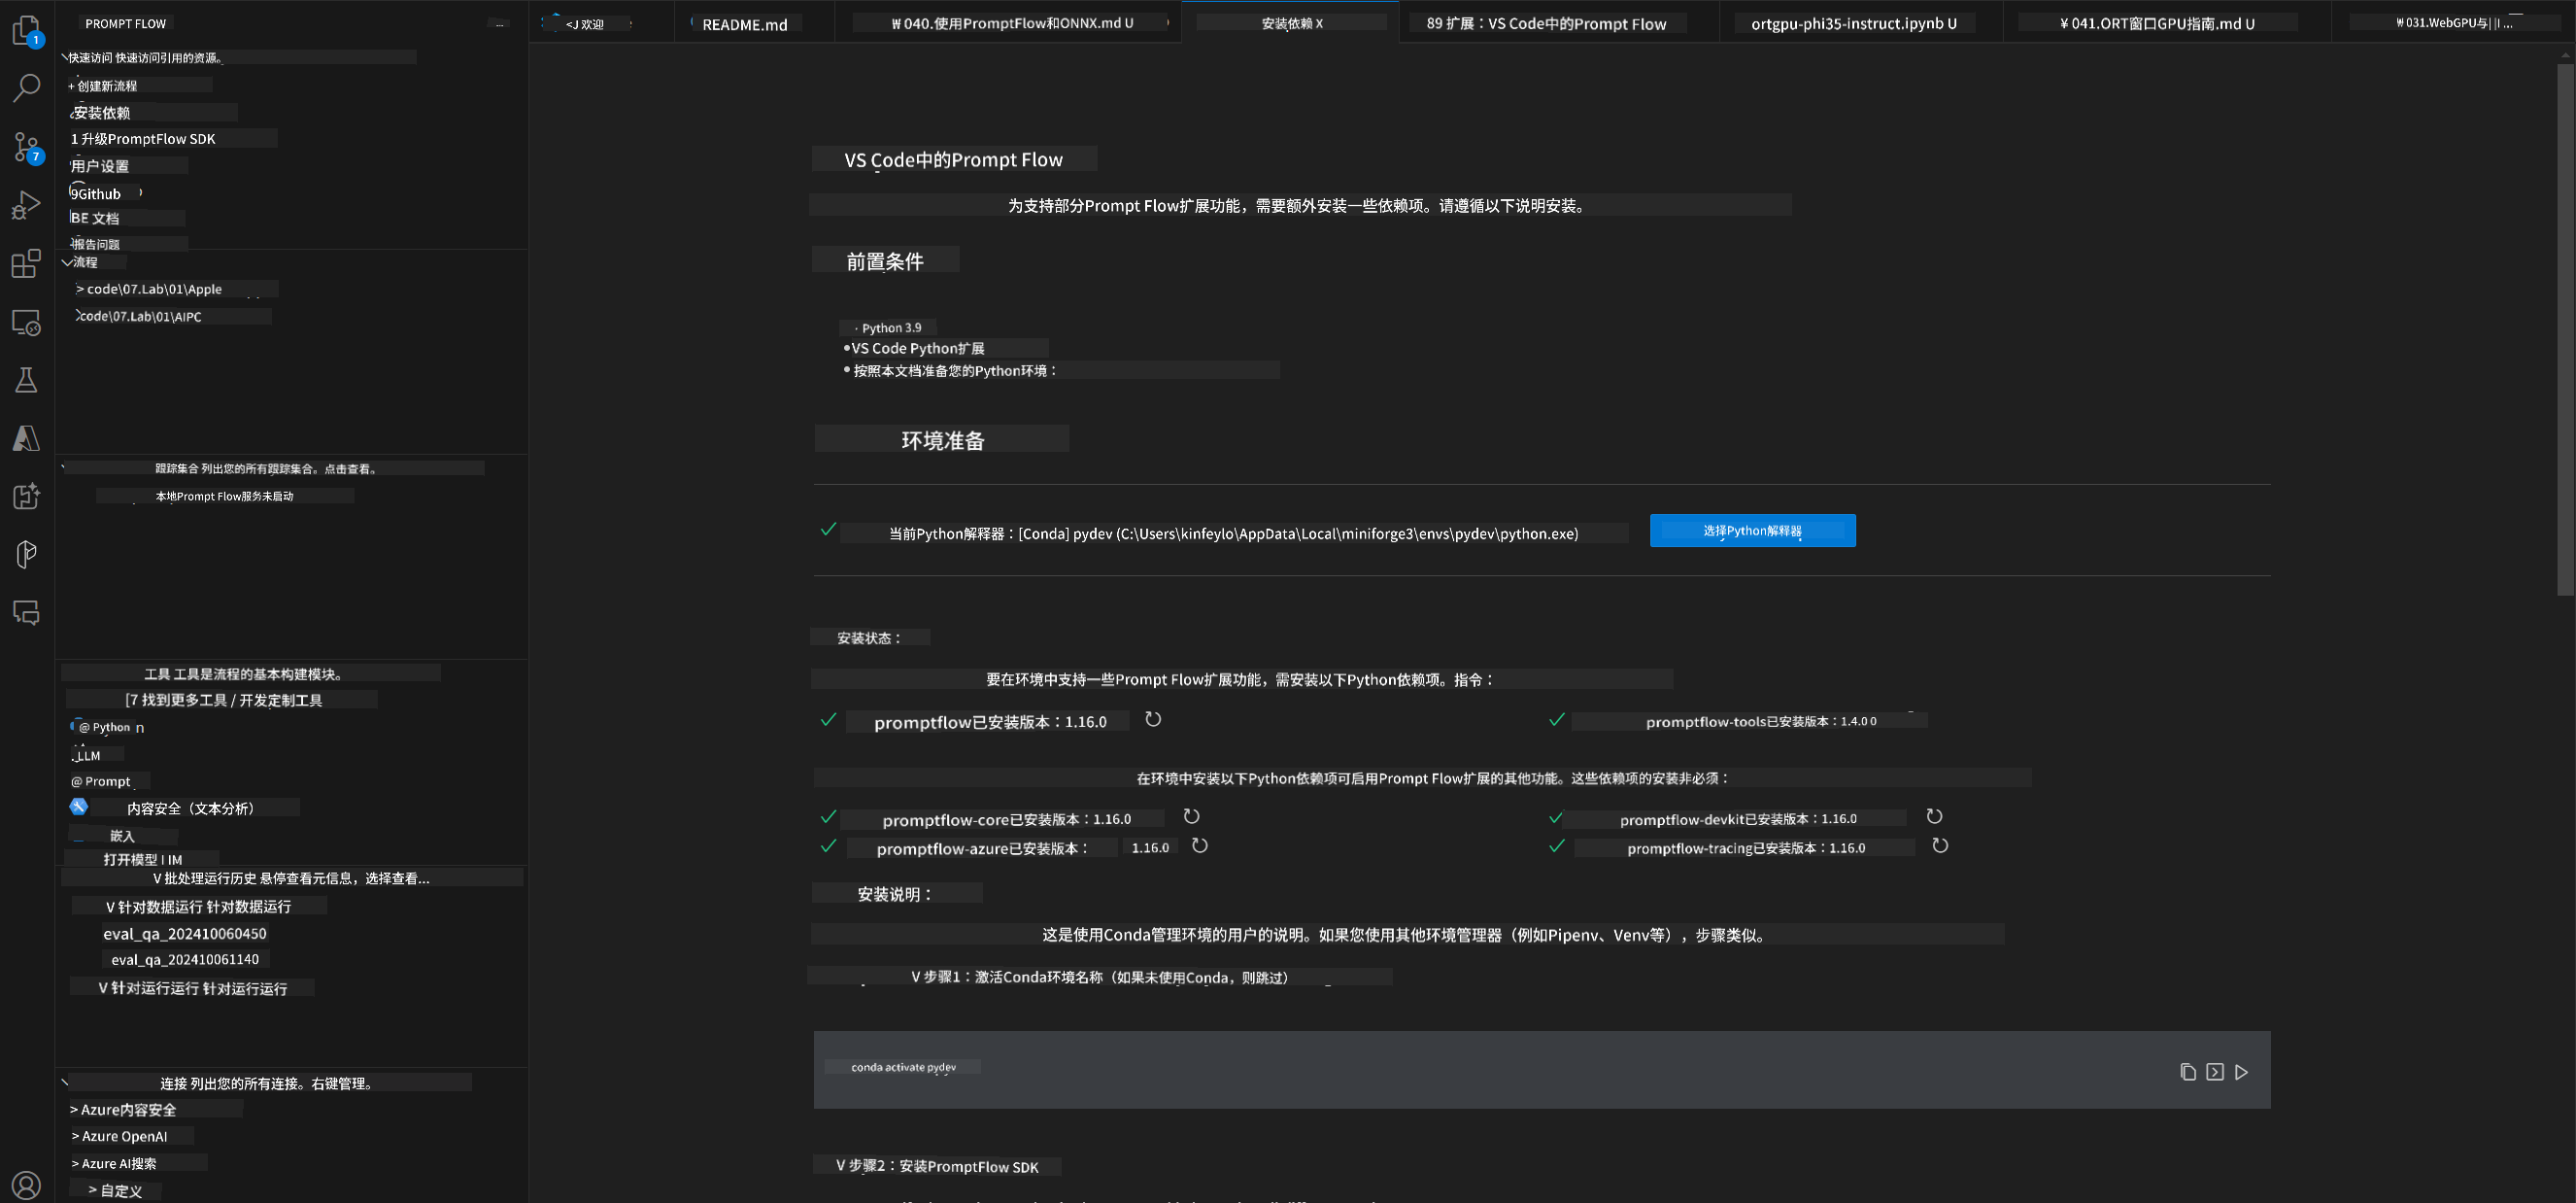 PROMPT FLOW
快速访问 快速访问引用的资源。
+ 创建新流程
安装依赖
1 升级PromptFlow SDK
用户设置
9Github
BE 文档
报告问题
流程
> code\07.Lab\01\Apple
code\07.Lab\01\AIPC
跟踪集合 列出您的所有跟踪集合。点击查看。
本地Prompt Flow服务未启动
工具 工具是流程的基本构建模块。
[7 找到更多工具 / 开发定制工具
@ Python
LLM
@ Prompt
内容安全（文本分析）
嵌入
打开模型 LLM
V 批处理运行历史 悬停查看元信息，选择查看...
V 针对数据运行 针对数据运行
eval_qa_202410060450
eval_qa_202410061140
V 针对运行运行 针对运行运行
连接 列出您的所有连接。右键管理。
> Azure内容安全
> Azure OpenAI
> Azure AI搜索
> 自定义
<J 欢迎
README.md
₩ 040.使用PromptFlow和ONNX.md U
安装依赖 X
89 扩展：VS Code中的Prompt Flow
ortgpu-phi35-instruct.ipynb U
¥ 041.ORT窗口GPU指南.md U
₩ 031.WebGPU与
VS Code中的Prompt Flow
为支持部分Prompt Flow扩展功能，需要额外安装一些依赖项。请遵循以下说明安装。
前置条件
· Python 3.9
VS Code Python扩展
按照本文档准备您的Python环境：
环境准备
当前Python解释器：[Conda] pydev (C:\Users\kinfeylo\AppData\Local\miniforge3\envs\pydev\python.exe)
选择Python解释器
安装状态：
要在环境中支持一些Prompt Flow扩展功能，需安装以下Python依赖项。指令：
promptflow已安装版本：1.16.0
promptflow-tools已安装版本：1.4.0 0
在环境中安装以下Python依赖项可启用Prompt Flow扩展的其他功能。这些依赖项的安装非必须：
promptflow-core已安装版本：1.16.0
promptflow-devkit已安装版本：1.16.0
promptflow-azure已安装版本： 1.16.0
promptflow-tracing已安装版本：1.16.0
安装说明：
这是使用Conda管理环境的用户的说明。如果您使用其他环境管理器（例如Pipenv、Venv等），步骤类似。
V 步骤1：激活Conda环境名称（如果未使用Conda，则跳过）
conda activate pydev
V 步骤2：安装PromptFlow SDK